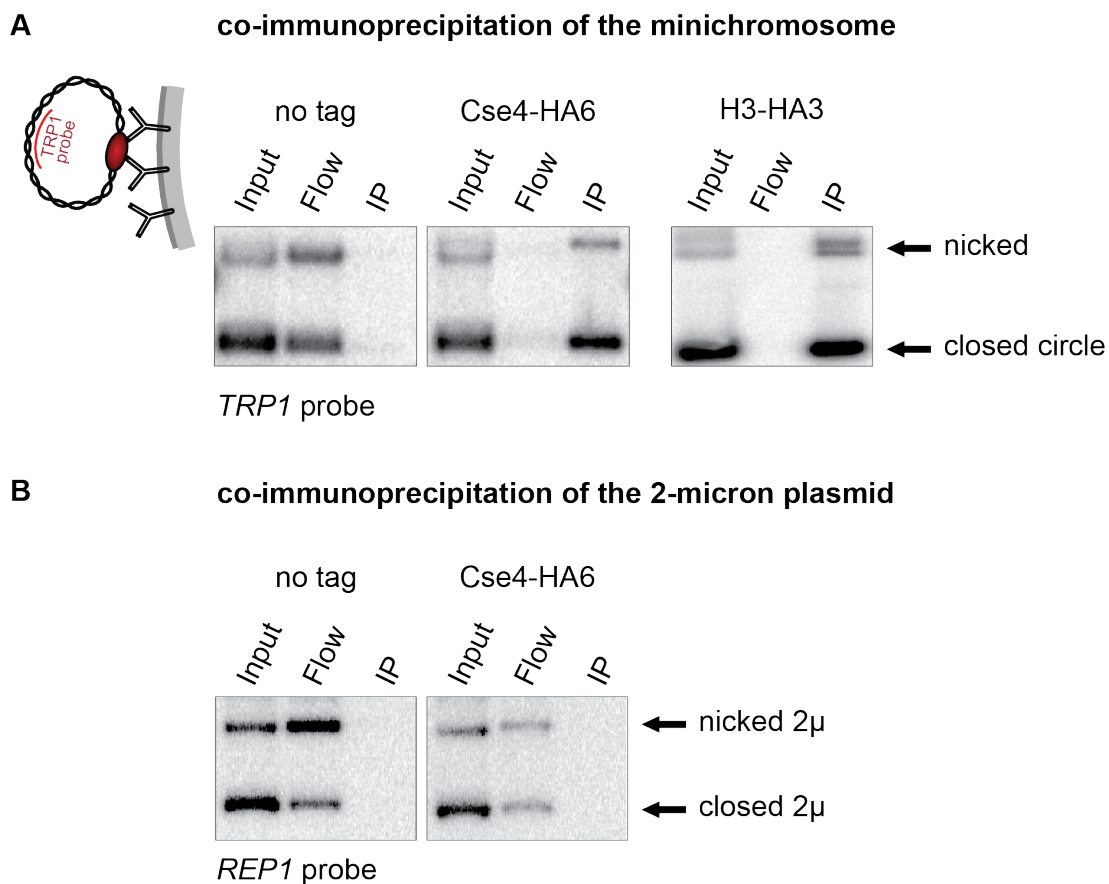 A
co-immunoprecipitation of the minichromosome
TRP1
probe
no tag
Cse4-HA6
H3-HA3
Input Flow IP
Input Flow IP
Input Flow IP
nicked
closed circle
TRP1 probe
B
co-immunoprecipitation of the 2-micron plasmid
no tag
Cse4-HA6
Input Flow IP
Input Flow IP
nicked 2μ
closed 2μ
REP1 probe